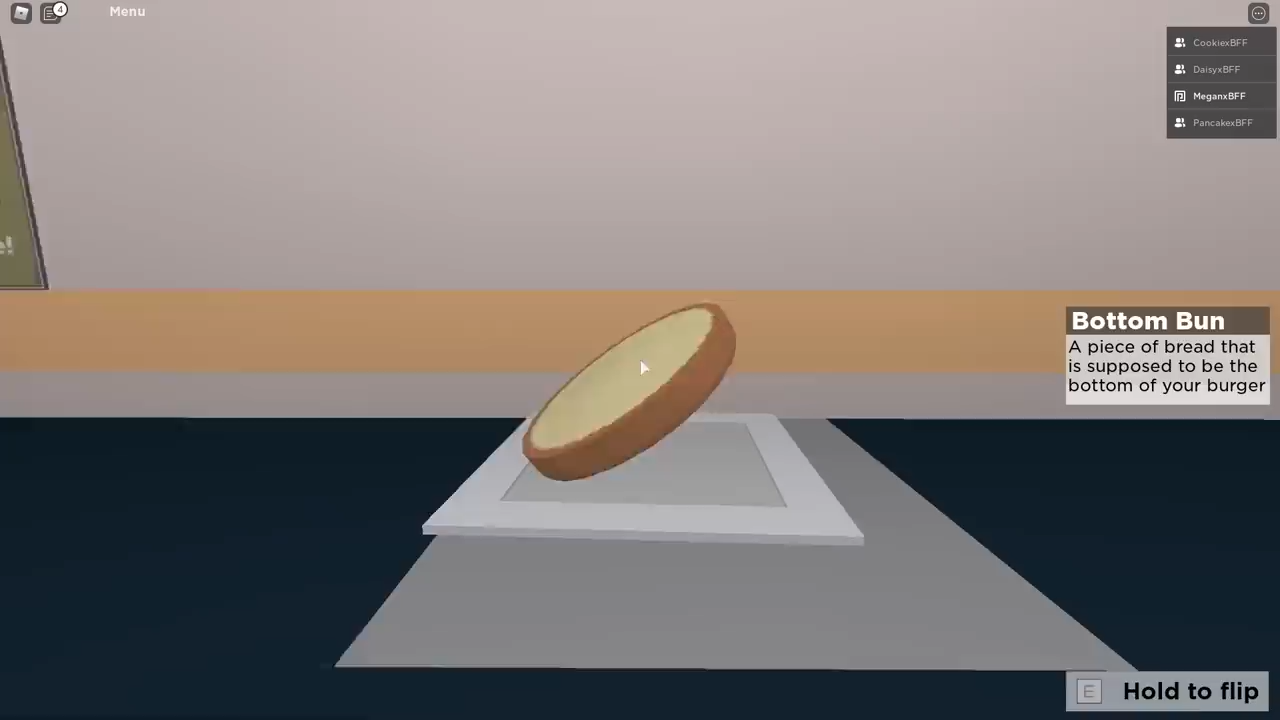 4
Menu
CookiexBFF
DaisyxBFF
MeganxBFF
PancakexBFF
e!
Bottom Bun
A piece of bread that
is supposed to be the
bottom of your burger
E
Hold to flip